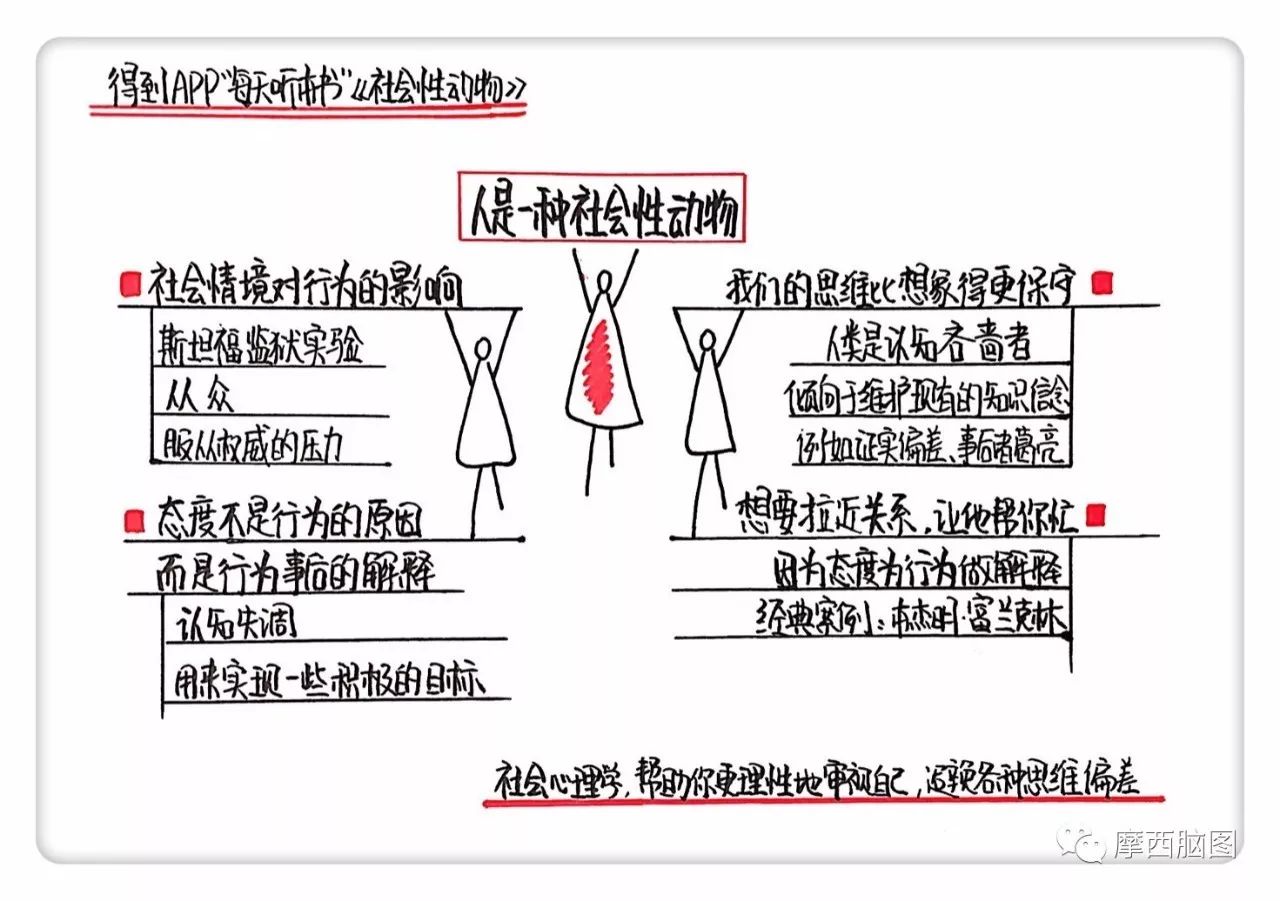 得到APP“每天听本书”《社会性动物》
人是一种社会性动物
社会情境对行为的影响
斯坦福监狱实验
从众
服从权威的压力
态度不是行为的原因
而是行为事后的解释
认知失调
用来实现一些积极的目标
我们的思维比想象得更保守
人类是认知吝啬者
倾向于维护现有的知识信念
例如证实偏差、事后诸葛亮
想要拉近关系,让他帮你忙
因为态度为行为做解释
经典案例:本杰明·富兰克林
社会心理学,帮助你更理性地审视自己,避免各种思维偏差
摩西脑图